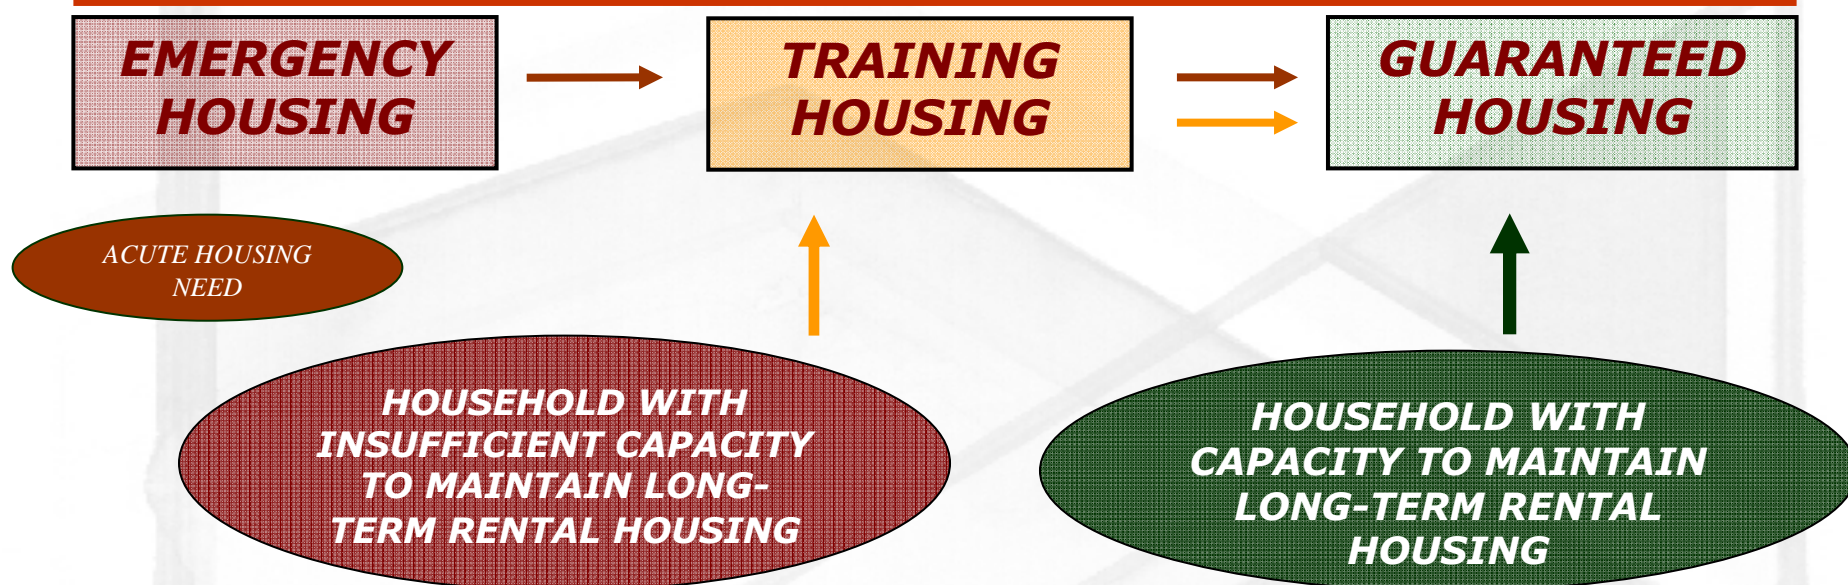 EMERGENCY
HOUSING
TRAINING
HOUSING
GUARANTEED
HOUSING
ACUTE HOUSING
NEED
HOUSEHOLD WITH
INSUFFICIENT CAPACITY
TO MAINTAIN LONG-
TERM RENTAL HOUSING
HOUSEHOLD WITH
CAPACITY TO MAINTAIN
LONG-TERM RENTAL
HOUSING